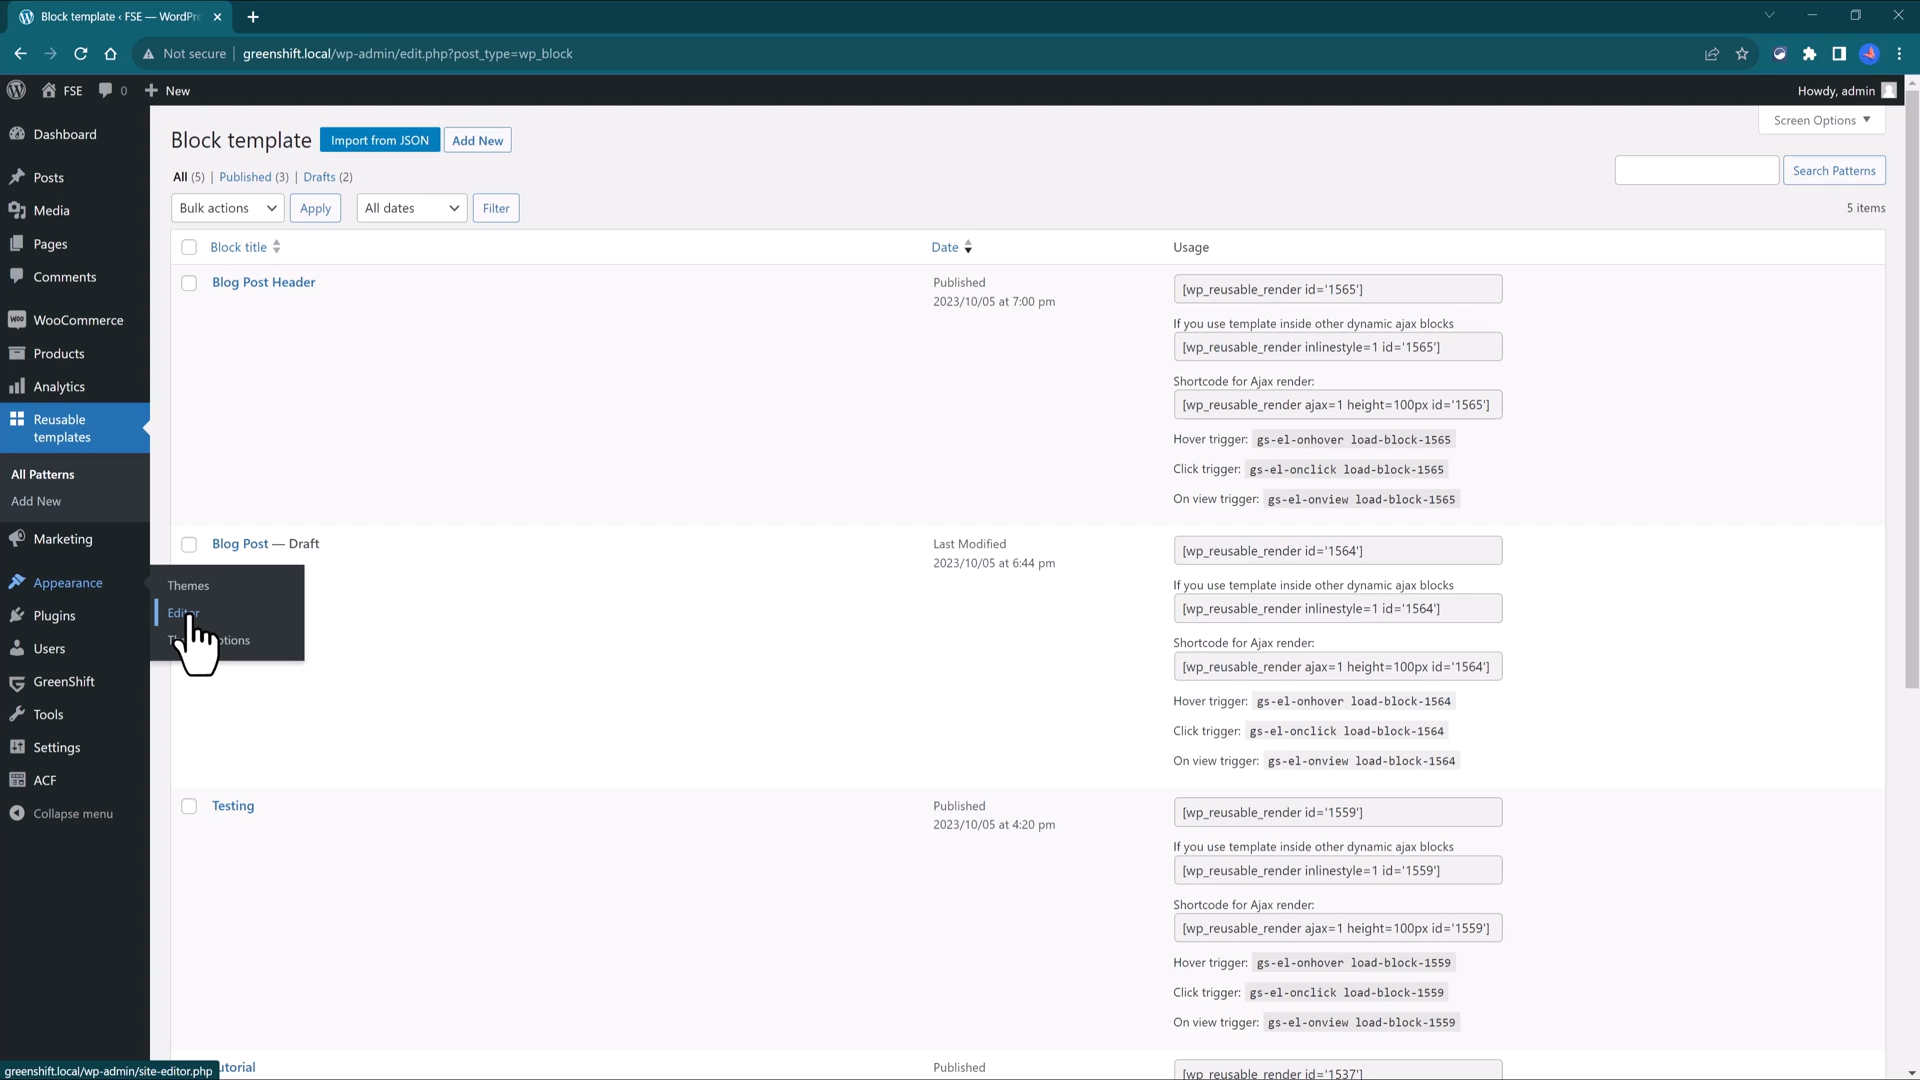 Block template ‹ FSE — WordPr
Not secure
greenshift.local/wp-admin/edit.php?post_type=wp_block
FSE
0
New
Howdy, admin
Dashboard
Posts
Media
Pages
Comments
WooCommerce
Products
Analytics
Reusable
templates
All Patterns
Add New
Marketing
Appearance
Plugins
Users
GreenShift
Tools
Settings
ACF
Collapse menu
Themes
Screen Options
Block template
Import from JSON
Add New
All (5) | Published (3) | Drafts (2)
Search Patterns
Bulk actions
Apply
All dates
Filter
5 items
Block title
Date
Usage
Blog Post Header
Published
2023/10/05 at 7:00 pm
[wp_reusable_render id='1565']
If you use template inside other dynamic ajax blocks
[wp_reusable_render inlinestyle=1 id='1565']
Shortcode for Ajax render:
[wp_reusable_render ajax=1 height=100px id='1565']
Hover trigger: gs-el-onhover load-block-1565
Click trigger: gs-el-onclick load-block-1565
On view trigger: gs-el-onview load-block-1565
Blog Post — Draft
Last Modified
2023/10/05 at 6:44 pm
[wp_reusable_render id='1564']
If you use template inside other dynamic ajax blocks
[wp_reusable_render inlinestyle=1 id='1564']
Shortcode for Ajax render:
[wp_reusable_render ajax=1 height=100px id='1564']
Hover trigger: gs-el-onhover load-block-1564
Click trigger: gs-el-onclick load-block-1564
On view trigger: gs-el-onview load-block-1564
Testing
Published
2023/10/05 at 4:20 pm
[wp_reusable_render id='1559']
If you use template inside other dynamic ajax blocks
[wp_reusable_render inlinestyle=1 id='1559']
Shortcode for Ajax render:
[wp_reusable_render ajax=1 height=100px id='1559']
Hover trigger: gs-el-onhover load-block-1559
Click trigger: gs-el-onclick load-block-1559
On view trigger: gs-el-onview load-block-1559
utorial
Published
[wp_reusable_render id='1537']
greenshift.local/wp-admin/site-editor.php